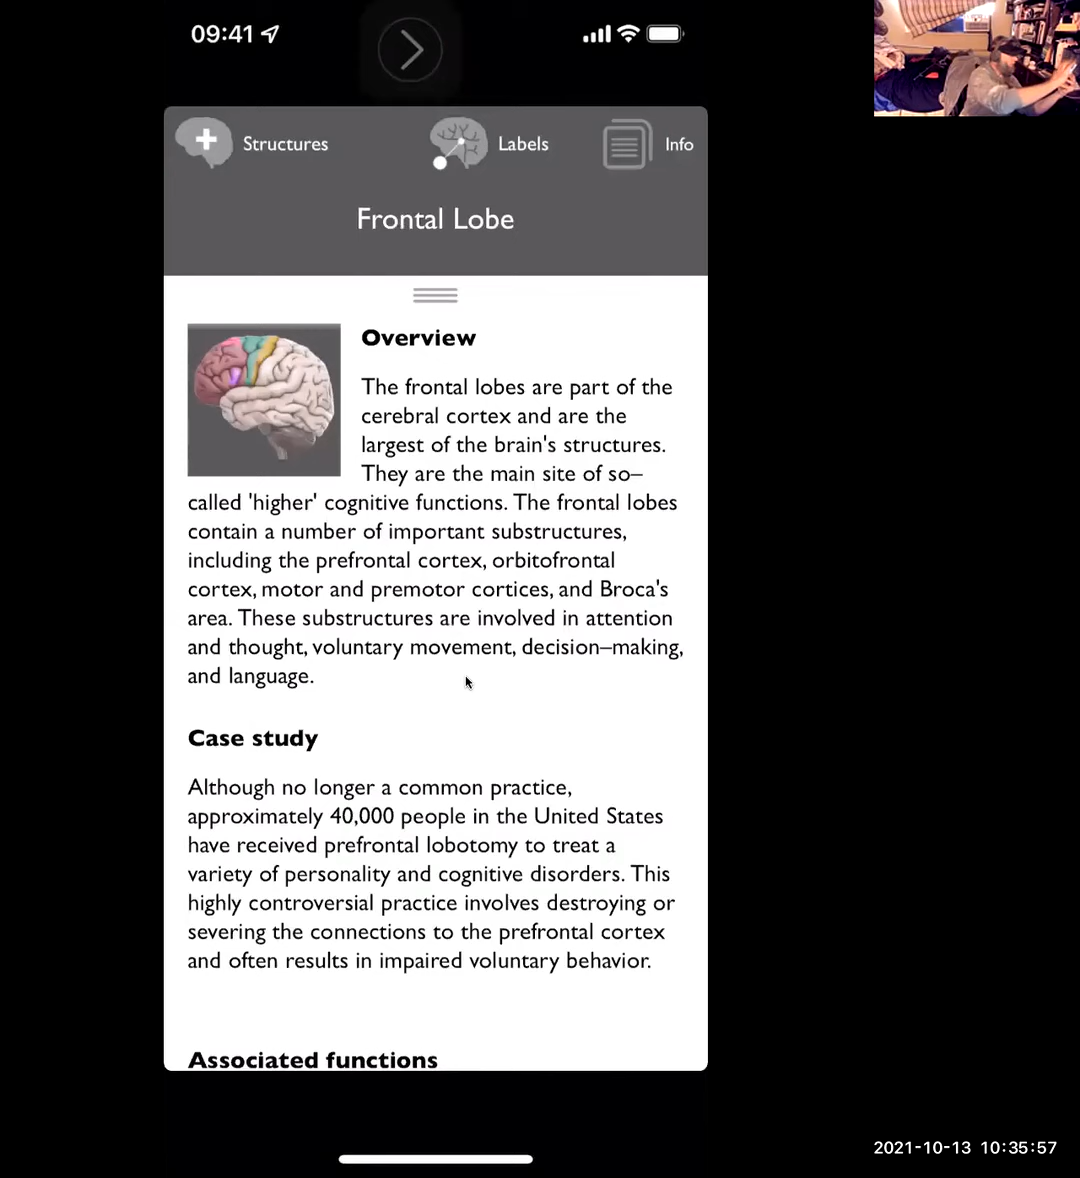 09:41
Structures
Labels
Info
Frontal Lobe
Overview
The frontal lobes are part of the
cerebral cortex and are the
largest of the brain's structures.
They are the main site of so–
called 'higher' cognitive functions. The frontal lobes
contain a number of important substructures,
including the prefrontal cortex, orbitofrontal
cortex, motor and premotor cortices, and Broca's
area. These substructures are involved in attention
and thought, voluntary movement, decision–making,
and language.
Case study
Although no longer a common practice,
approximately 40,000 people in the United States
have received prefrontal lobotomy to treat a
variety of personality and cognitive disorders. This
highly controversial practice involves destroying or
severing the connections to the prefrontal cortex
and often results in impaired voluntary behavior.
Associated functions
2021-10-13 10:35:57